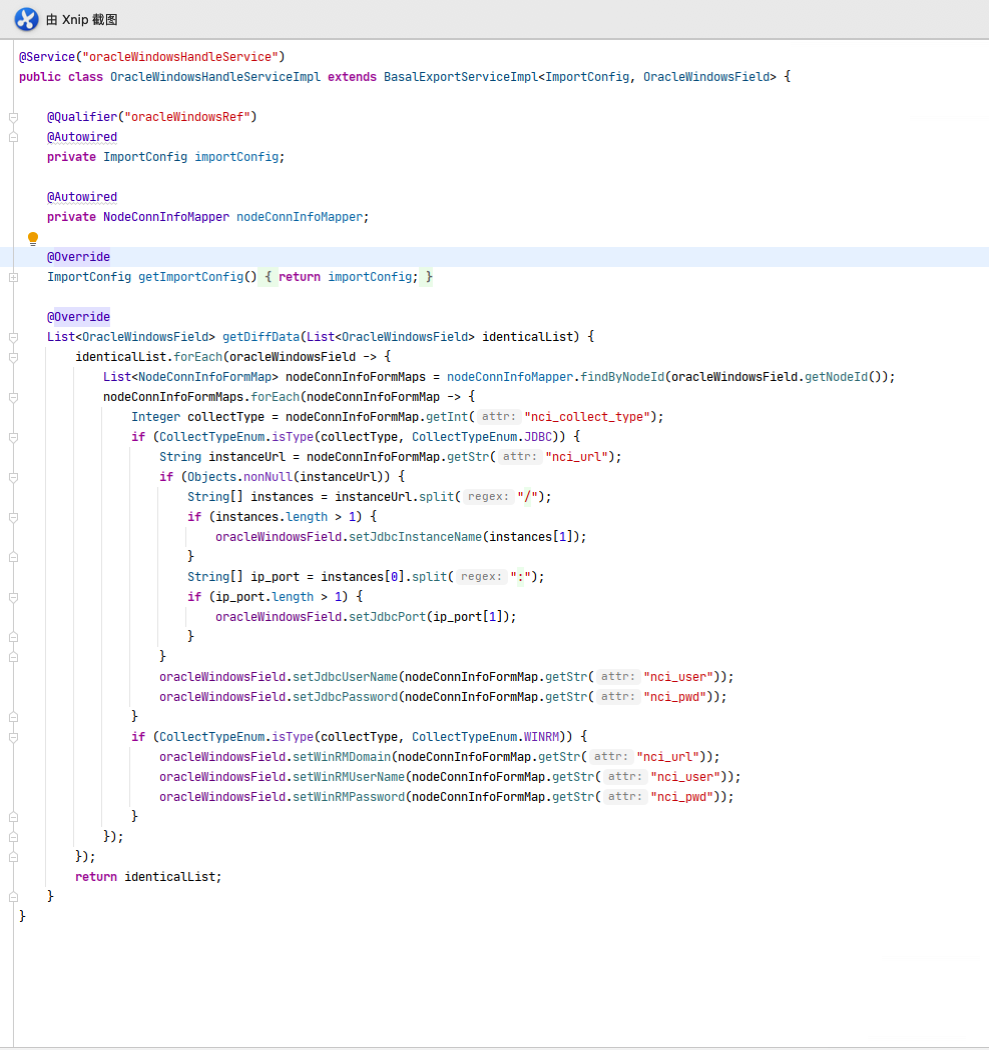 由 Xnip 截图
@Service("oracleWindowsHandleService")
public class OracleWindowsHandleServiceImpl extends BasalExportServiceImpl<ImportConfig, OracleWindowsField> {
@Qualifier("oracleWindowsRef")
@Autowired
private ImportConfig importConfig;
@Autowired
private NodeConnInfoMapper nodeConnInfoMapper;
@Override
ImportConfig getImportConfig() { return importConfig; }
@Override
List<OracleWindowsField> getDiffData(List<OracleWindowsField> identicalList) {
identicalList.forEach(oracleWindowsField -> {
List<NodeConnInfoFormMap> nodeConnInfoFormMaps = nodeConnInfoMapper.findByNodeId(oracleWindowsField.getNodeId());
nodeConnInfoFormMaps.forEach(nodeConnInfoFormMap -> {
Integer collectType = nodeConnInfoFormMap.getInt( attr: "nci_collect_type");
if (CollectTypeEnum.isType(collectType, CollectTypeEnum.JDBC)) {
String instanceUrl = nodeConnInfoFormMap.getStr( attr: "nci_url");
if (Objects.nonNull(instanceUrl)) {
String[] instances = instanceUrl.split( regex: "/");
if (instances.length > 1) {
oracleWindowsField.setJdbcInstanceName(instances[1]);
}
String[] ip_port = instances[0].split( regex: ":");
if (ip_port.length > 1) {
oracleWindowsField.setJdbcPort(ip_port[1]);
}
}
oracleWindowsField.setJdbcUserName(nodeConnInfoFormMap.getStr( attr: "nci_user"));
oracleWindowsField.setJdbcPassword(nodeConnInfoFormMap.getStr( attr: "nci_pwd"));
}
if (CollectTypeEnum.isType(collectType, CollectTypeEnum.WINRM)) {
oracleWindowsField.setWinRMDomain(nodeConnInfoFormMap.getStr( attr: "nci_url"));
oracleWindowsField.setWinRMUserName(nodeConnInfoFormMap.getStr( attr: "nci_user"));
oracleWindowsField.setWinRMPassword(nodeConnInfoFormMap.getStr( attr: "nci_pwd"));
}
});
});
return identicalList;
}
}